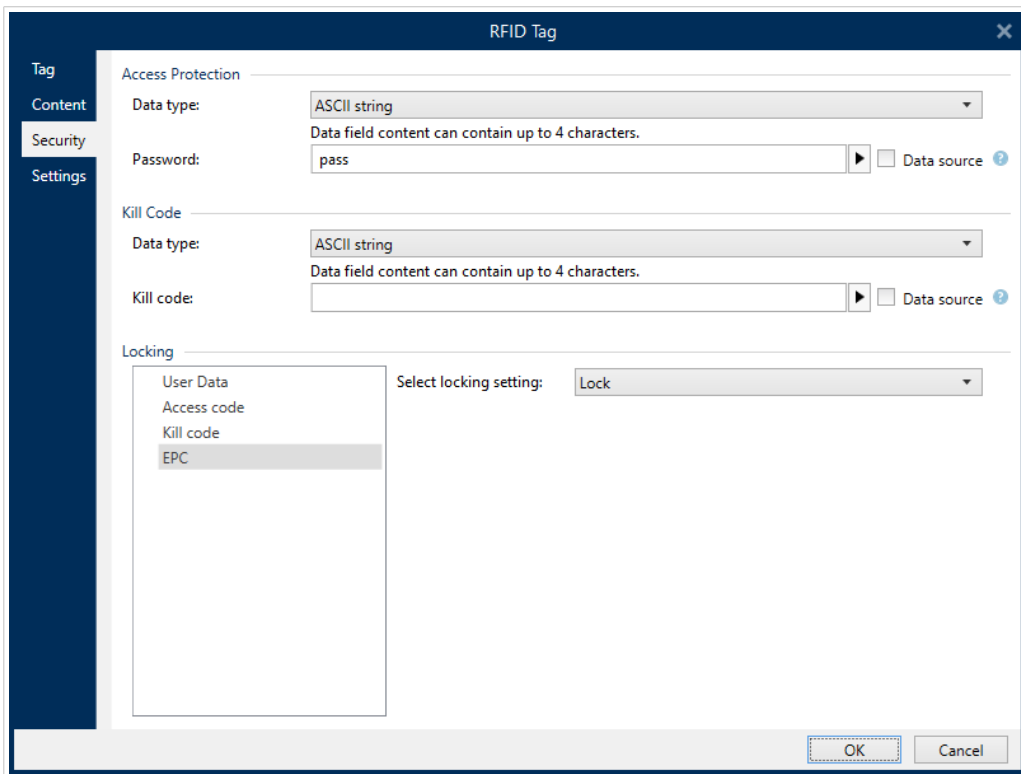 RFID Tag
Tag
Content
Security
Settings
Access Protection
Data type: ASCII string
Data field content can contain up to 4 characters.
Password: pass Data source ?
Kill Code
Data type: ASCII string
Data field content can contain up to 4 characters.
Kill code: Data source ?
Locking
User Data Select locking setting: Lock
Access code
Kill code
EPC
OK Cancel